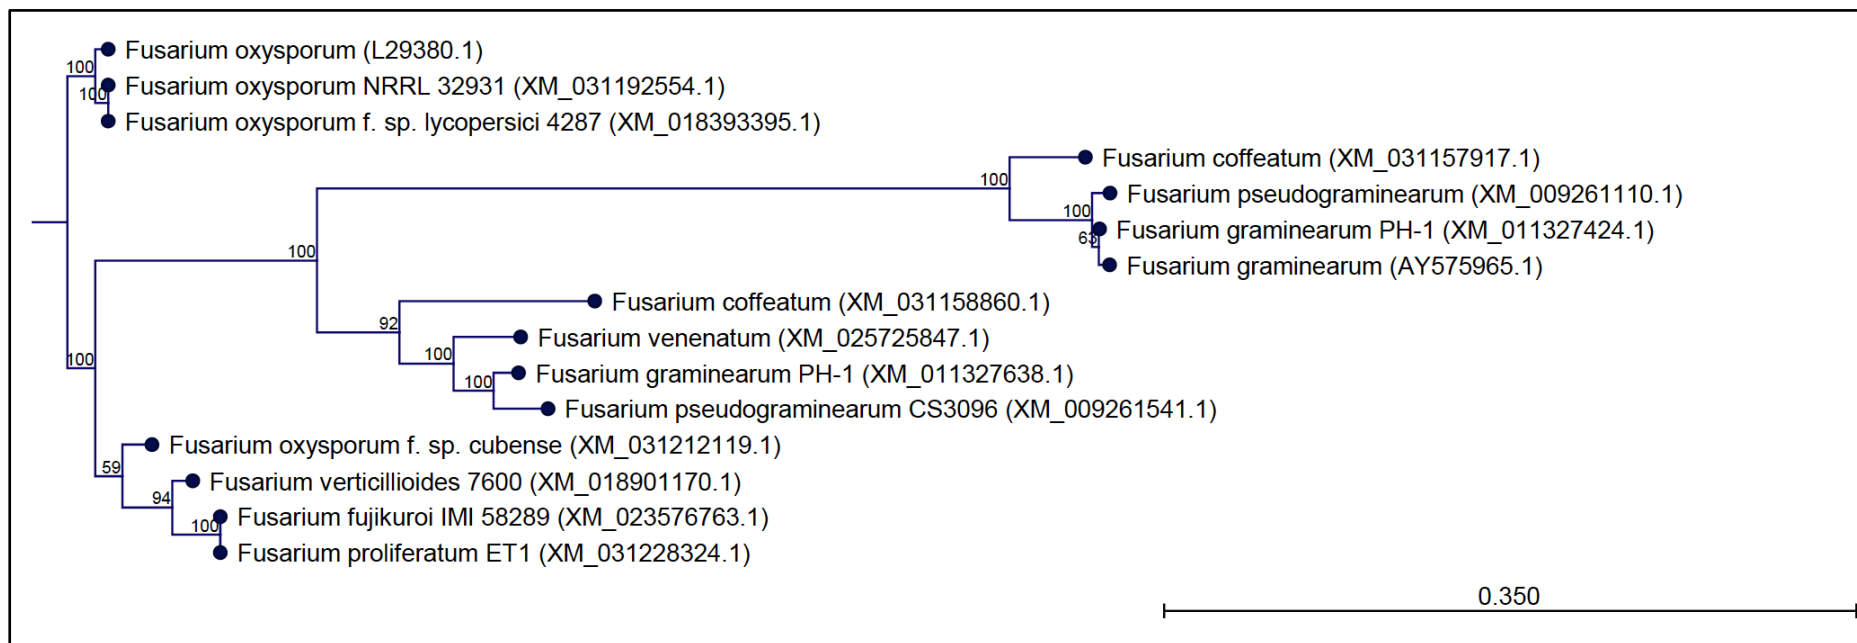 Fusarium oxysporum (L29380.1)
100
Fusarium oxysporum NRRL 32931 (XM_031192554.1)
100
Fusarium oxysporum f. sp. lycopersici 4287 (XM_018393395.1)
Fusarium coffeatum (XM_031157917.1)
100
Fusarium pseudograminearum (XM_009261110.1)
100
Fusarium graminearum PH-1 (XM_011327424.1)
63
Fusarium graminearum (AY575965.1)
100
Fusarium coffeatum (XM_031158860.1)
92
Fusarium venenatum (XM_025725847.1)
100
Fusarium graminearum PH-1 (XM_011327638.1)
100
Fusarium pseudograminearum CS3096 (XM_009261541.1)
100
Fusarium oxysporum f. sp. cubense (XM_031212119.1)
59
Fusarium verticillioides 7600 (XM_018901170.1)
94
Fusarium fujikuroi IMI 58289 (XM_023576763.1)
100
Fusarium proliferatum ET1 (XM_031228324.1)
0.350